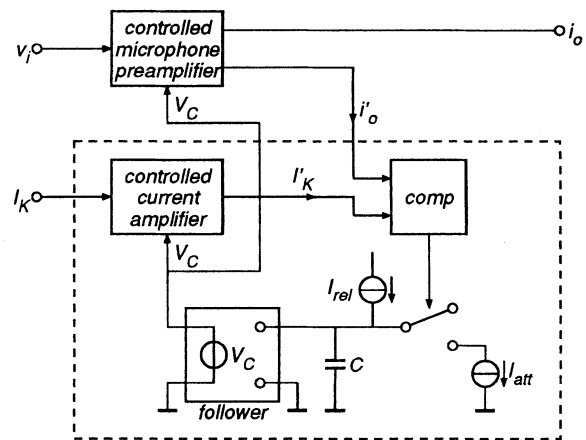 controlled
microphone
preamplifier
v_i
i_o
V_C
i'_o
controlled
current
amplifier
I_K
I'_K
comp
V_C
I_rel
V_C
C
I_att
follower